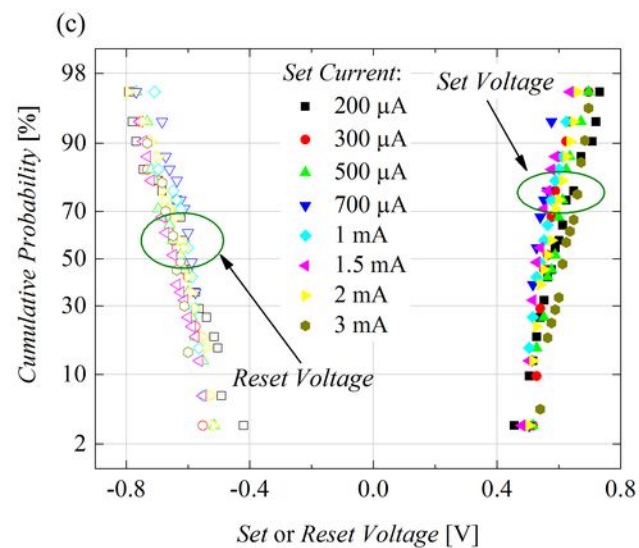 (c)
Cumulative Probability [%]
98
90
70
50
30
10
2
Set Current:
200 µA
300 µA
500 µA
700 µA
1 mA
1.5 mA
2 mA
3 mA
Set Voltage
Reset Voltage
-0.8 -0.4 0.0 0.4 0.8
Set or Reset Voltage [V]